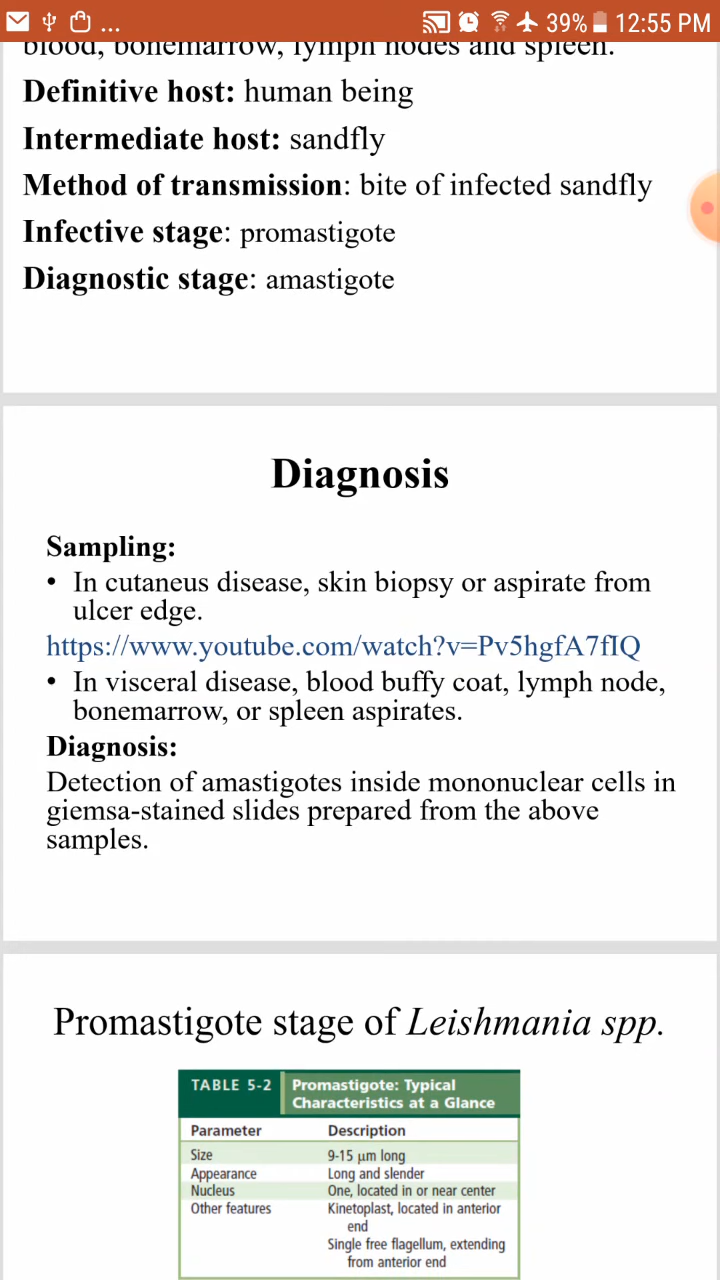 ... 39% 12:55 PM
blood, bonemarrow, lymph nodes and spleen.
Definitive host: human being
Intermediate host: sandfly
Method of transmission: bite of infected sandfly
Infective stage: promastigote
Diagnostic stage: amastigote
Diagnosis
Sampling:
• In cutaneus disease, skin biopsy or aspirate from
ulcer edge.
https://www.youtube.com/watch?v=Pv5hgfA7fIQ
• In visceral disease, blood buffy coat, lymph node,
bonemarrow, or spleen aspirates.
Diagnosis:
Detection of amastigotes inside mononuclear cells in
giemsa-stained slides prepared from the above
samples.
Promastigote stage of Leishmania spp.
TABLE 5-2 Promastigote: Typical
Characteristics at a Glance
Parameter Description
Size 9-15 μm long
Appearance Long and slender
Nucleus One, located in or near center
Other features Kinetoplast, located in anterior
end
Single free flagellum, extending
from anterior end